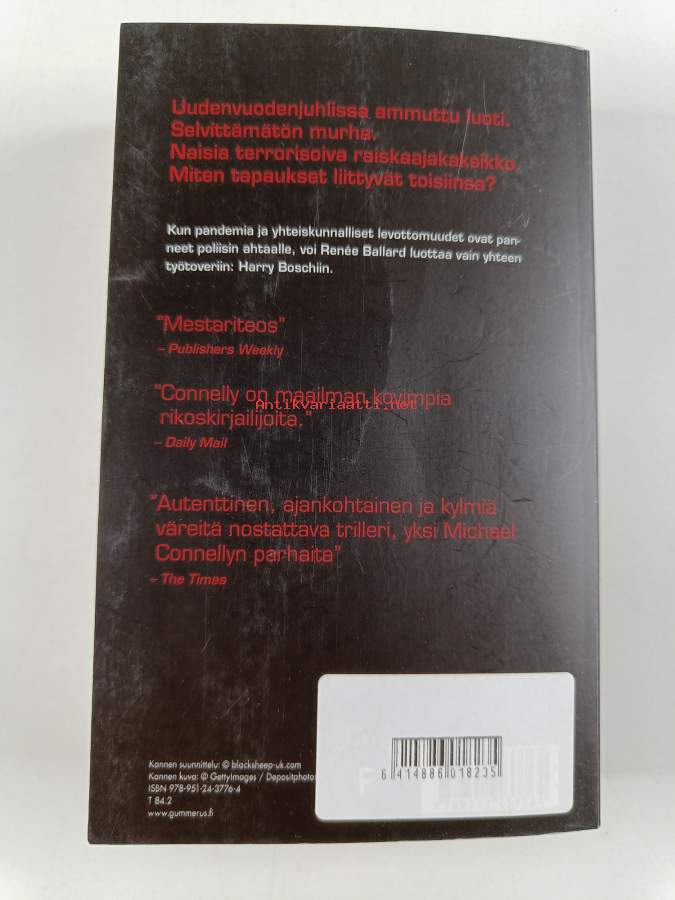 Uudenvuodenjuhlissa ammuttu luoti.
Selvittämätön murha.
Naisia terrorisoiva raiskaajakaksikko.
Miten tapaukset liittyvät toisiinsa?
Kun pandemia ja yhteiskunnalliset levottomuudet ovat pan-
neet poliisin ahtaalle, voi Renée Ballard luottaa vain yhteen
työtoveriin: Harry Boschiin.
"Mestariteos"
– Publishers Weekly
"Connelly on maailman kovimpia
Antikvariaatti.net
rikoskirjailijoita."
– Daily Mail
"Autenttinen, ajankohtainen ja kylmiä
väreitä nostattava trilleri, yksi Michael
Connellyn parhaita"
– The Times
Kannen suunnittelu: © blacksheep-uk.com
Kannen kuva: © GettyImages / Depositphotos
ISBN 978-951-24-3776-4
T 84.2
www.gummerus.fi
6 414886 018235